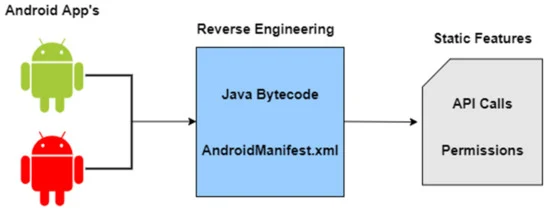 Android App's
Reverse Engineering
Java Bytecode
AndroidManifest.xml
Static Features
API Calls
Permissions